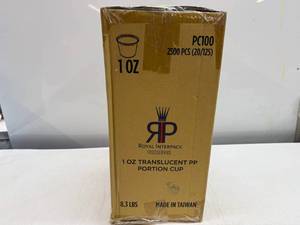 PC100
2500 PCS (20/125)
1 OZ
RIP
ROYAL INTERPACK
1 OZ TRANSLUCENT PP
PORTION CUP
8.3 LBS
MADE IN TAIWAN